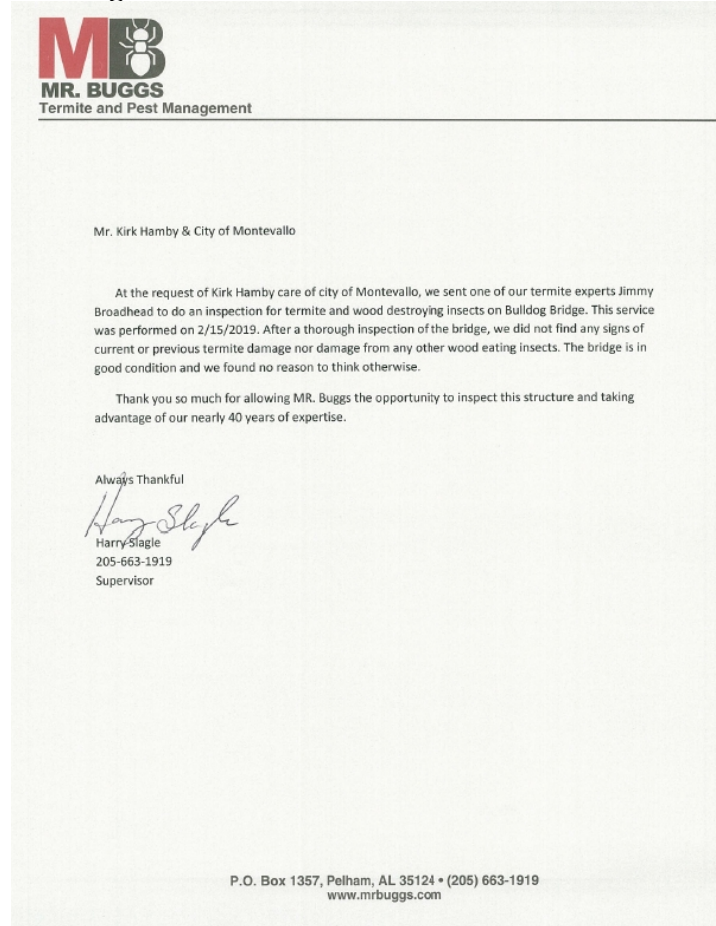 MB
MR. BUGGS
Termite and Pest Management
Mr. Kirk Hamby & City of Montevallo
At the request of Kirk Hamby care of city of Montevallo, we sent one of our termite experts Jimmy
Broadhead to do an inspection for termite and wood destroying insects on Bulldog Bridge. This service
was performed on 2/15/2019. After a thorough inspection of the bridge, we did not find any signs of
current or previous termite damage nor damage from any other wood eating insects. The bridge is in
good condition and we found no reason to think otherwise.
Thank you so much for allowing MR. Buggs the opportunity to inspect this structure and taking
advantage of our nearly 40 years of expertise.
Always Thankful
Harry Slagle
Harry Slagle
205-663-1919
Supervisor
P.O. Box 1357, Pelham, AL 35124 • (205) 663-1919
www.mrbuggs.com